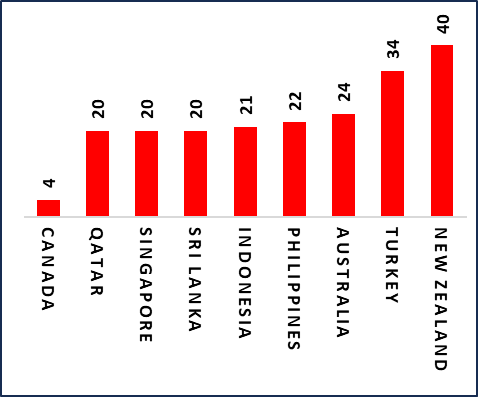 4
20
20
20
21
22
24
34
40
CANADA
QATAR
SINGAPORE
SRI LANKA
INDONESIA
PHILIPPINES
AUSTRALIA
TURKEY
NEW ZEALAND